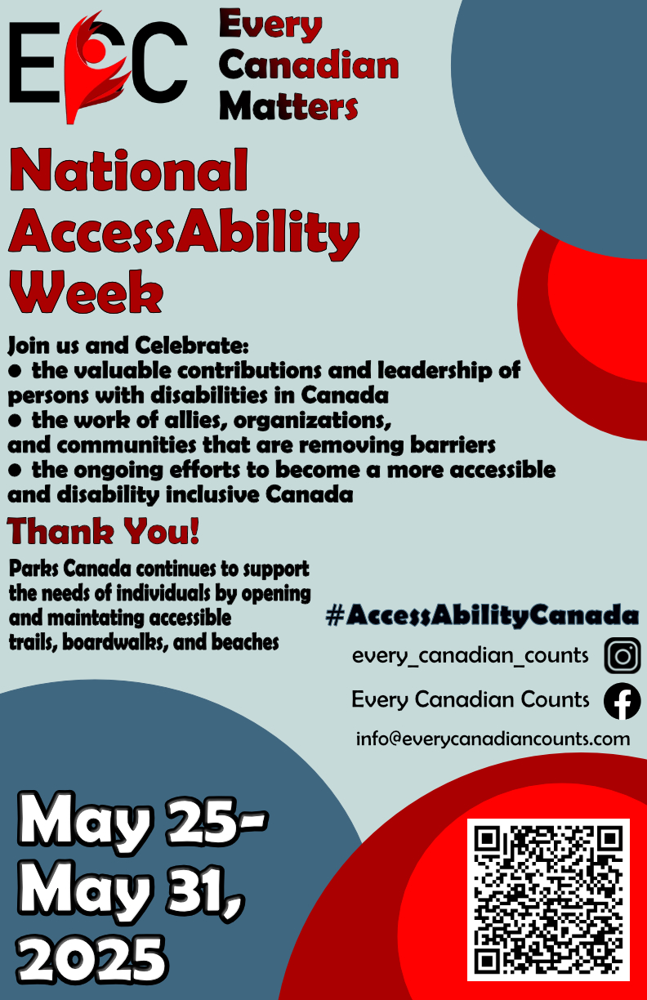 ECC
Every
Canadian
Matters
National
AccessAbility
Week
Join us and Celebrate:
● the valuable contributions and leadership of
persons with disabilities in Canada
● the work of allies, organizations,
and communities that are removing barriers
● the ongoing efforts to become a more accessible
and disability inclusive Canada
Thank You!
Parks Canada continues to support
the needs of individuals by opening
and maintating accessible
trails, boardwalks, and beaches
#AccessAbilityCanada
every_canadian_counts
Every Canadian Counts
info@everycanadiancounts.com
May 25-
May 31,
2025